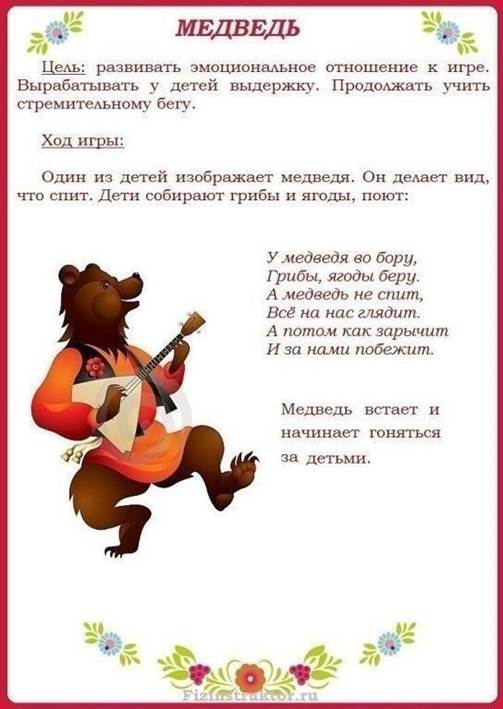 МЕДВЕДЬ
Цель: развивать эмоциональное отношение к игре.
Вырабатывать у детей выдержку. Продолжать учить
стремительному бегу.
Ход игры:
Один из детей изображает медведя. Он делает вид,
что спит. Дети собирают грибы и ягоды, поют:
У медведя во бору,
Грибы, ягоды беру.
А медведь не спит,
Всё на нас глядит.
А потом как зарычит
И за нами побежит.
Медведь встает и
начинает гоняться
за детьми.
Fizinstruktor.ru